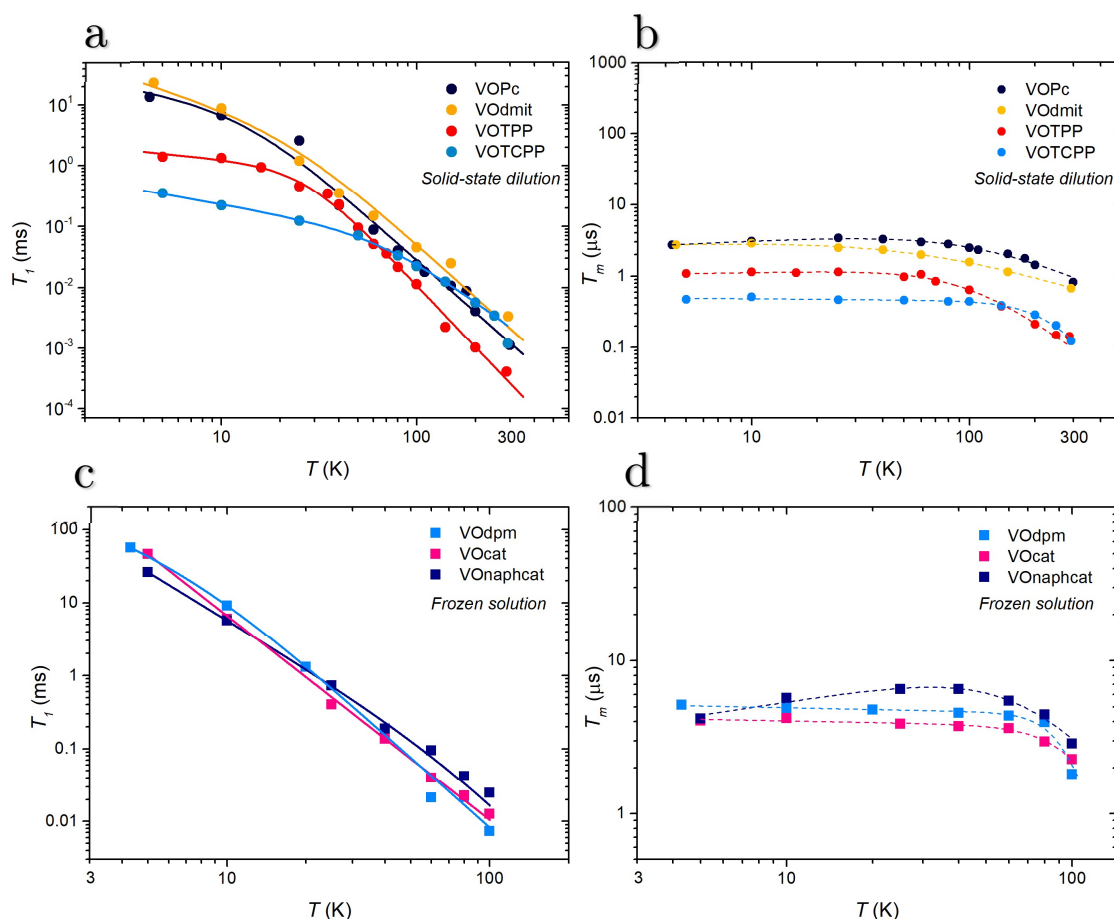 a
10¹
10⁰
10⁻¹
10⁻²
10⁻³
10⁻⁴
T₁ (ms)
VOPc
VOdmit
VOTPP
VOTCPP
Solid-state dilution
10
100
300
T (K)
b
1000
100
10
1
0.1
0.01
Tₘ (μs)
VOPc
VOdmit
VOTPP
VOTCPP
Solid-state dilution
10
100
300
T (K)
c
100
10
1
0.1
0.01
T₁ (ms)
VOdpm
VOcat
VOnaphcat
Frozen solution
3
10
100
T (K)
d
100
10
1
Tₘ (μs)
VOdpm
VOcat
VOnaphcat
Frozen solution
3
10
100
T (K)